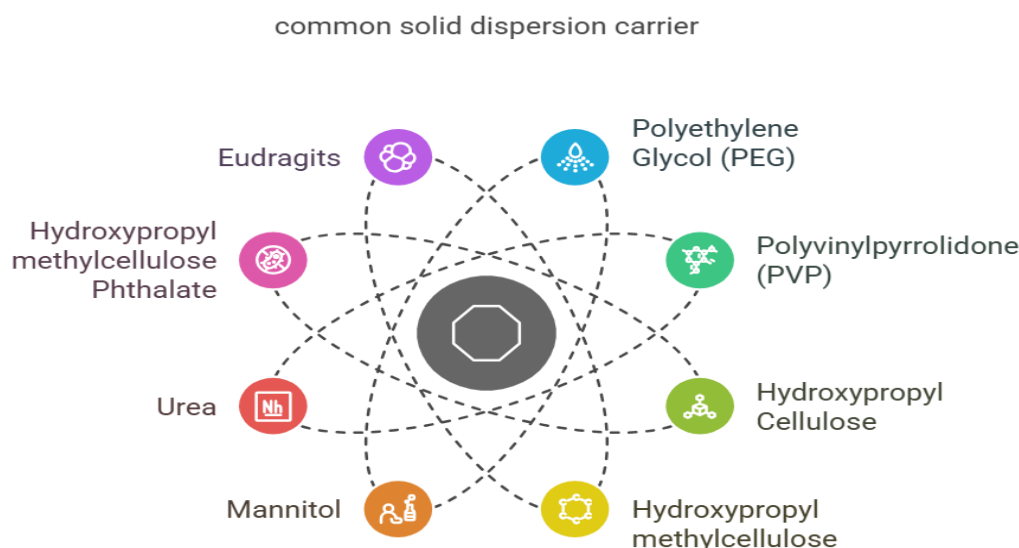 common solid dispersion carrier
Eudragits
Polyethylene
Glycol (PEG)
Hydroxypropyl
methylcellulose
Phthalate
Polyvinylpyrrolidone
(PVP)
Urea
Nh
Hydroxypropyl
Cellulose
Mannitol
Hydroxypropyl
methylcellulose